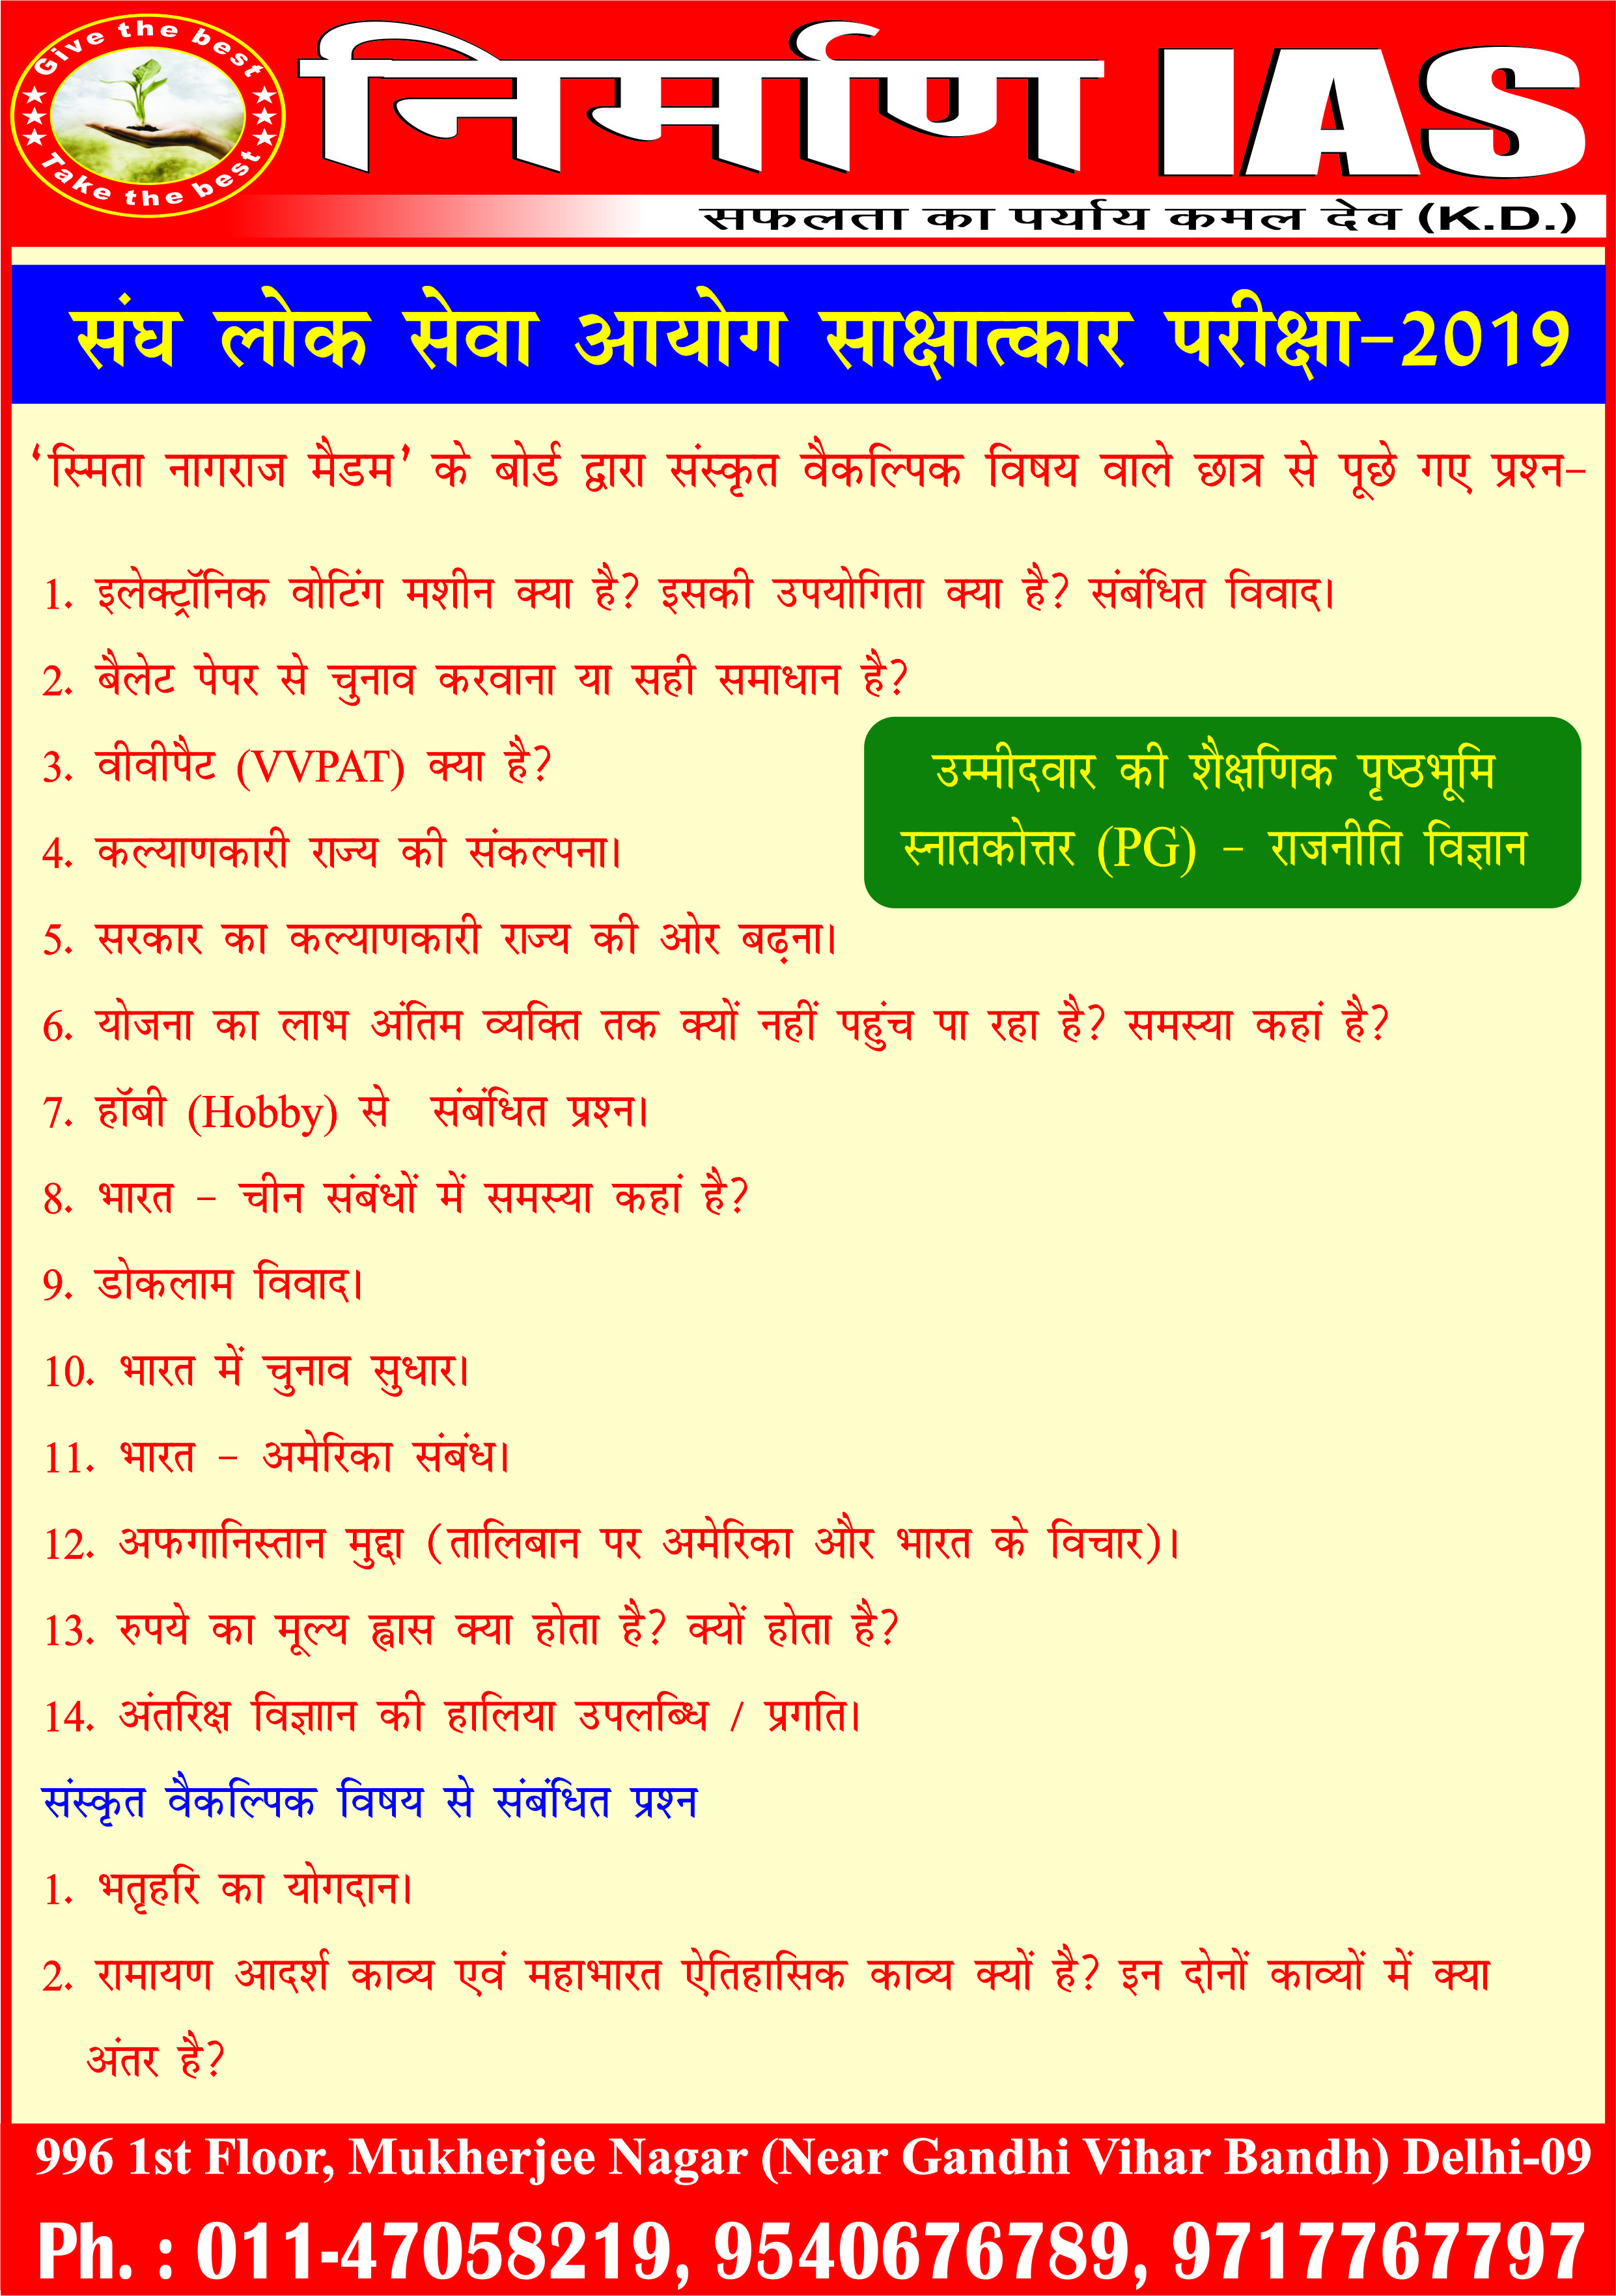 Give the best
Take the best
निर्माण IAS
सफलता का पर्याय कमल देव (K.D.)
संघ लोक सेवा आयोग साक्षात्कार परीक्षा-2019
‘स्मिता नागराज मैडम’ के बोर्ड द्वारा संस्कृत वैकल्पिक विषय वाले छात्र से पूछे गए प्रश्न-
1. इलेक्ट्रॉनिक वोटिंग मशीन क्या है? इसकी उपयोगिता क्या है? संबंधित विवाद।
2. बैलेट पेपर से चुनाव करवाना या सही समाधान है?
3. वीवीपैट (VVPAT) क्या है?
उम्मीदवार की शैक्षणिक पृष्ठभूमि
स्नातकोत्तर (PG) - राजनीति विज्ञान
4. कल्याणकारी राज्य की संकल्पना।
5. सरकार का कल्याणकारी राज्य की ओर बढ़ना।
6. योजना का लाभ अंतिम व्यक्ति तक क्यों नहीं पहुंच पा रहा है? समस्या कहां है?
7. हॉबी (Hobby) से संबंधित प्रश्न।
8. भारत - चीन संबंधों में समस्या कहां है?
9. डोकलाम विवाद।
10. भारत में चुनाव सुधार।
11. भारत - अमेरिका संबंध।
12. अफगानिस्तान मुद्दा (तालिबान पर अमेरिका और भारत के विचार)।
13. रुपये का मूल्य ह्वास क्या होता है? क्यों होता है?
14. अंतरिक्ष विज्ञाान की हालिया उपलब्धि / प्रगति।
संस्कृत वैकल्पिक विषय से संबंधित प्रश्न
1. भतृहरि का योगदान।
2. रामायण आदर्श काव्य एवं महाभारत ऐतिहासिक काव्य क्यों है? इन दोनों काव्यों में क्या
अंतर है?
996 1st Floor, Mukherjee Nagar (Near Gandhi Vihar Bandh) Delhi-09
Ph. : 011-47058219, 9540676789, 9717767797